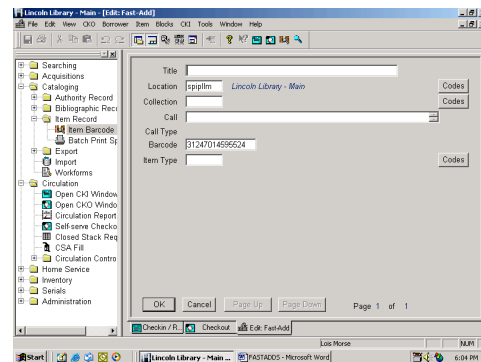 Lincoln Library - Main - [Edit: Fast-Add]
File Edit View CKO Borrower Item Blocks CKI Tools Window Help
Searching
Acquisitions
Cataloging
Authority Record
Bibliographic Reco
Item Record
Item Barcode
Batch Print Sp
Export
Import
Workforms
Circulation
Open CKI Window
Open CKO Windo
Circulation Report
Self-serve Checko
Closed Stack Req
CSA Fill
Circulation Contro
Home Service
Inventory
Serials
Administration
Title
Location spipllm Lincoln Library - Main Codes
Collection Codes
Call
Call Type
Barcode 31247014595524
Item Type Codes
OK Cancel Page Up Page Down Page 1 of 1
Checkin / R... Checkout Edit: Fast-Add
Lois Morse NUM
Start Lincoln Library - Main ... FASTADDS - Microsoft Word 6:04 PM